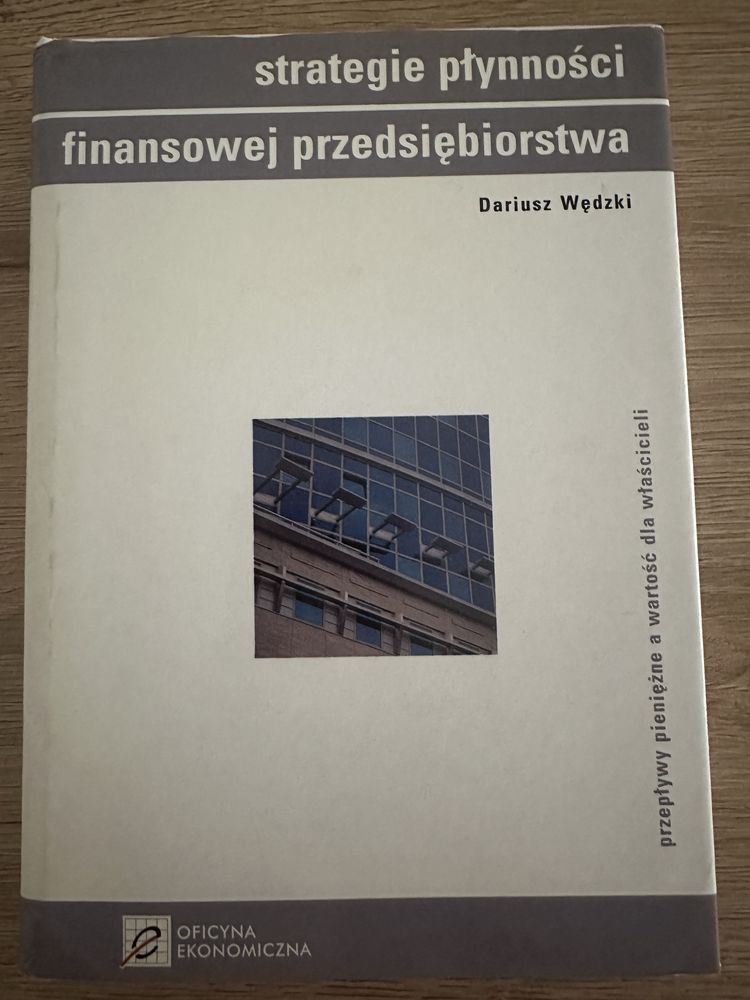 strategie płynności
finansowej przedsiębiorstwa
Dariusz Wędzki
przepływy pieniężne a wartość dla właścicieli
OFICYNA
EKONOMICZNA